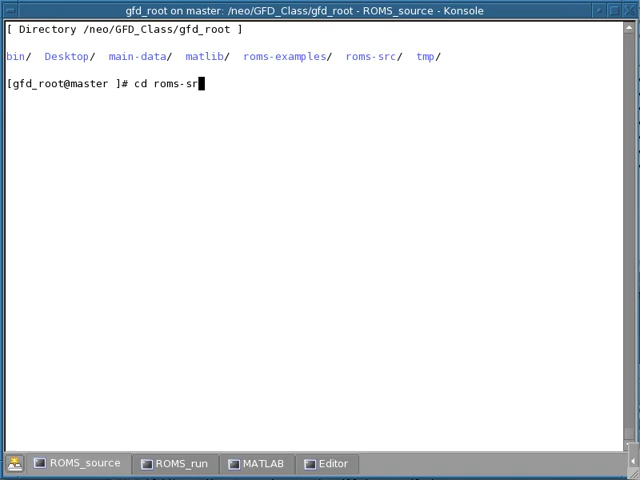 gfd_root on master: /neo/GFD_Class/gfd_root - ROMS_source - Konsole
[ Directory /neo/GFD_Class/gfd_root ]
bin/ Desktop/ main-data/ matlib/ roms-examples/ roms-src/ tmp/
[gfd_root@master ]# cd roms-sr
ROMS_source ROMS_run MATLAB Editor